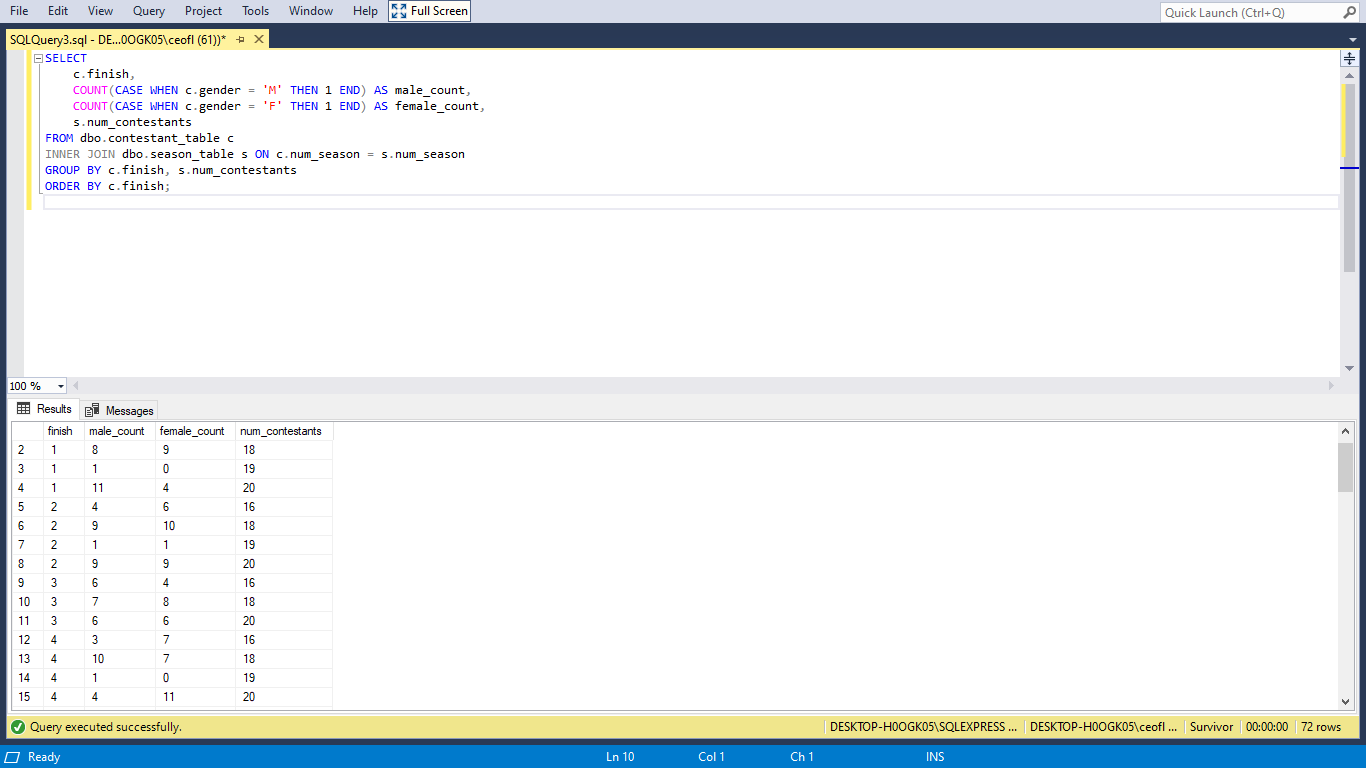 File Edit View Query Project Tools Window Help Full Screen Quick Launch (Ctrl+Q)
SQLQuery3.sql - DE...0OGK05\ceofl (61))*
SELECT
c.finish,
COUNT(CASE WHEN c.gender = 'M' THEN 1 END) AS male_count,
COUNT(CASE WHEN c.gender = 'F' THEN 1 END) AS female_count,
s.num_contestants
FROM dbo.contestant_table c
INNER JOIN dbo.season_table s ON c.num_season = s.num_season
GROUP BY c.finish, s.num_contestants
ORDER BY c.finish;
100 %
Results Messages
finish male_count female_count num_contestants
2 1 8 9 18
3 1 1 0 19
4 1 11 4 20
5 2 4 6 16
6 2 9 10 18
7 2 1 1 19
8 2 9 9 20
9 3 6 4 16
10 3 7 8 18
11 3 6 6 20
12 4 3 7 16
13 4 10 7 18
14 4 1 0 19
15 4 4 11 20
Query executed successfully. DESKTOP-H0OGK05\SQLEXPRESS ... DESKTOP-H0OGK05\ceofl ... Survivor 00:00:00 72 rows
Ready Ln 10 Col 1 Ch 1 INS